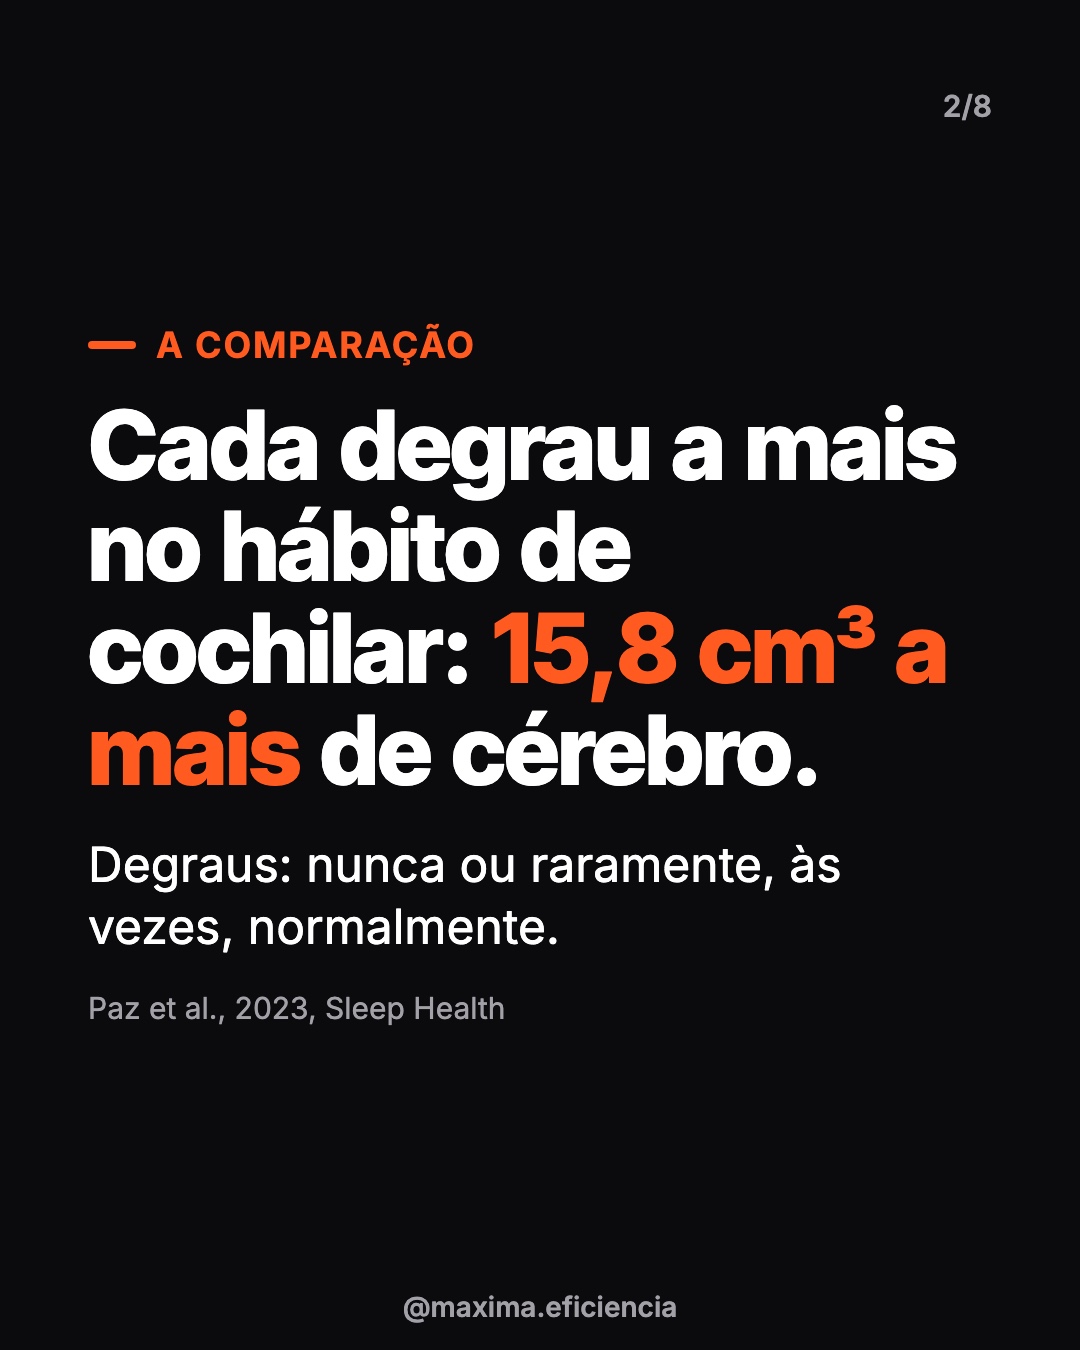 2/8
A COMPARAÇÃO
Cada degrau a mais
no hábito de
cochilar: 15,8 cm³ a
mais de cérebro.
Degraus: nunca ou raramente, às
vezes, normalmente.
Paz et al., 2023, Sleep Health
@maxima.eficiencia